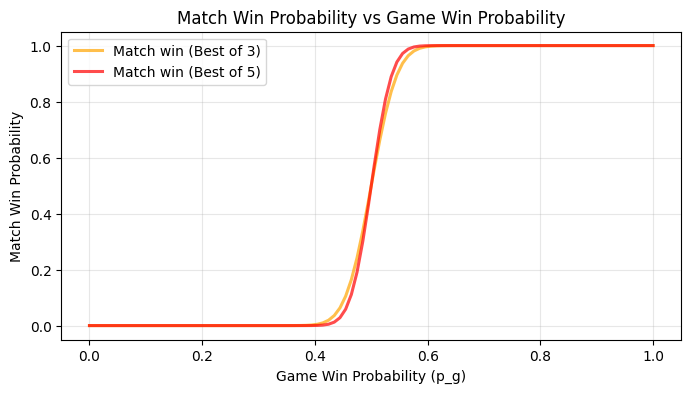 Match Win Probability vs Game Win Probability
Match win (Best of 3)
Match win (Best of 5)
Match Win Probability
1.0
0.8
0.6
0.4
0.2
0.0
0.0 0.2 0.4 0.6 0.8 1.0
Game Win Probability (p_g)